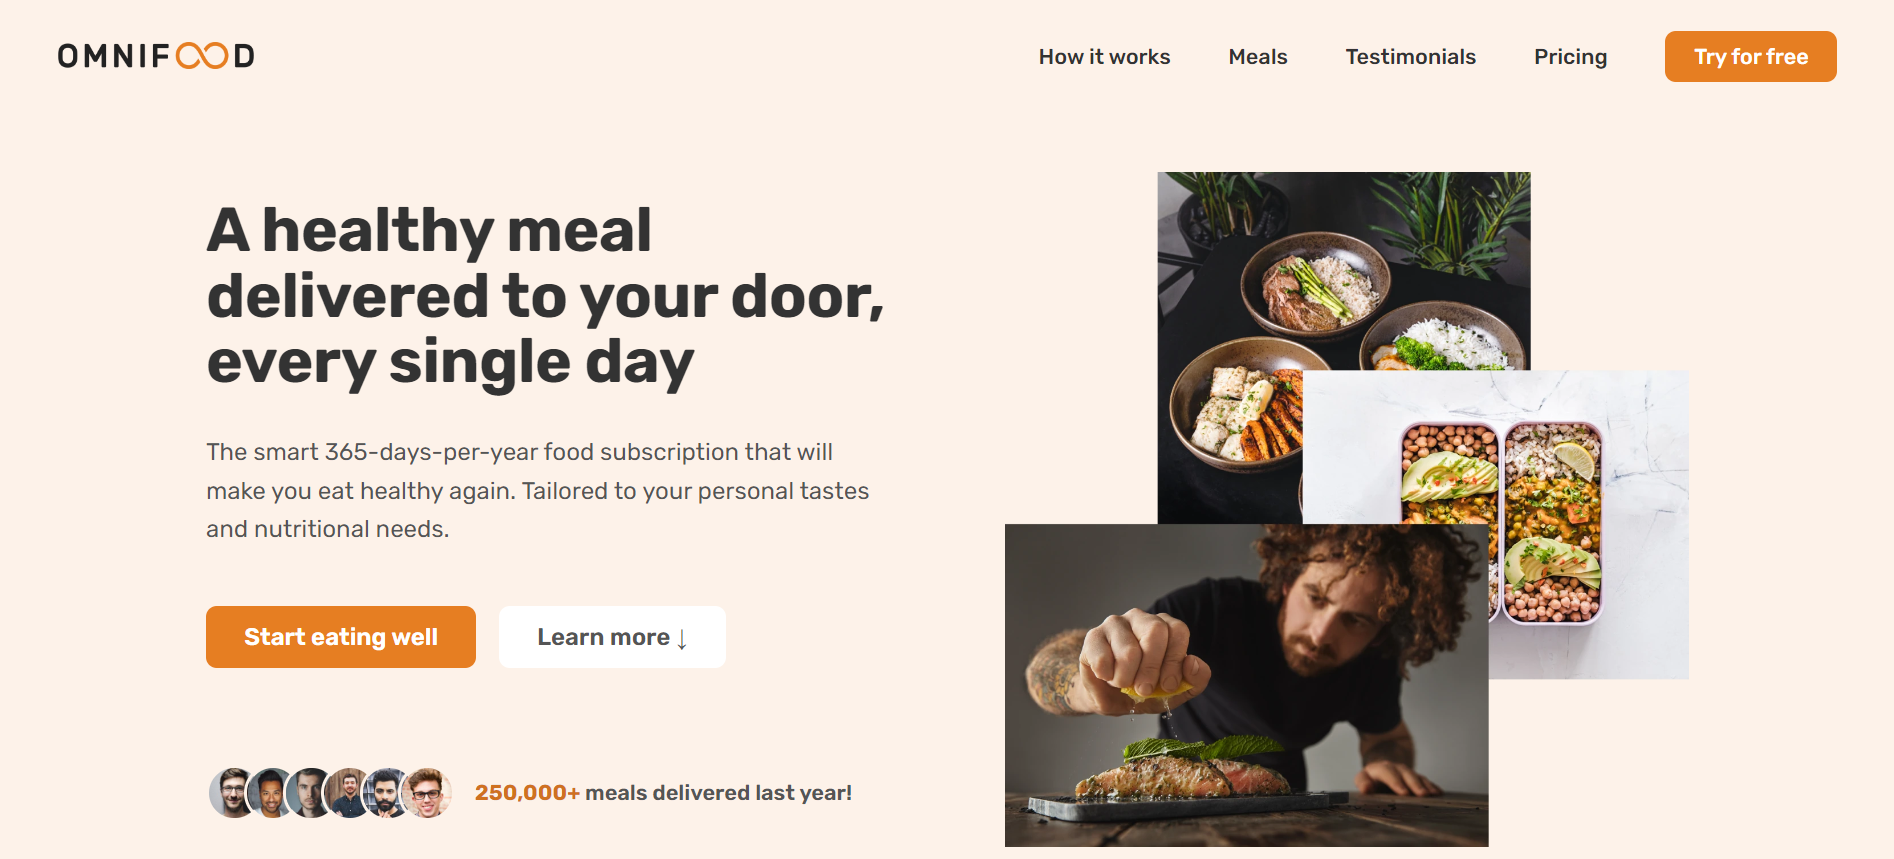 OMNIFOOD
How it works Meals Testimonials Pricing Try for free
A healthy meal
delivered to your door,
every single day
The smart 365-days-per-year food subscription that will
make you eat healthy again. Tailored to your personal tastes
and nutritional needs.
Start eating well Learn more ↓
250,000+ meals delivered last year!